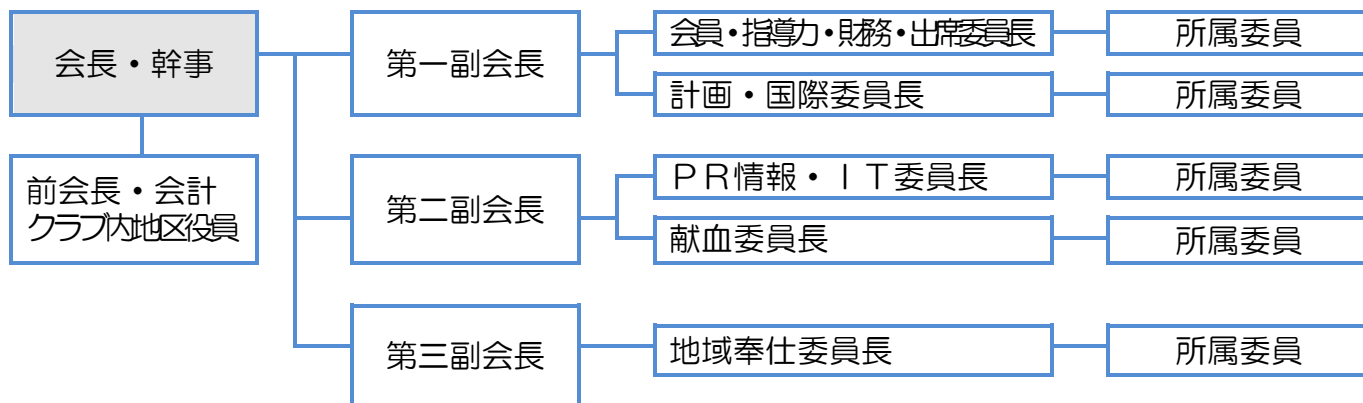 会長・幹事
前会長・会計
クラブ内地区役員
第一副会長
会員・指導力・財務・出席委員長
所属委員
計画・国際委員長
所属委員
第二副会長
ＰＲ情報・ＩＴ委員長
所属委員
献血委員長
所属委員
第三副会長
地域奉仕委員長
所属委員